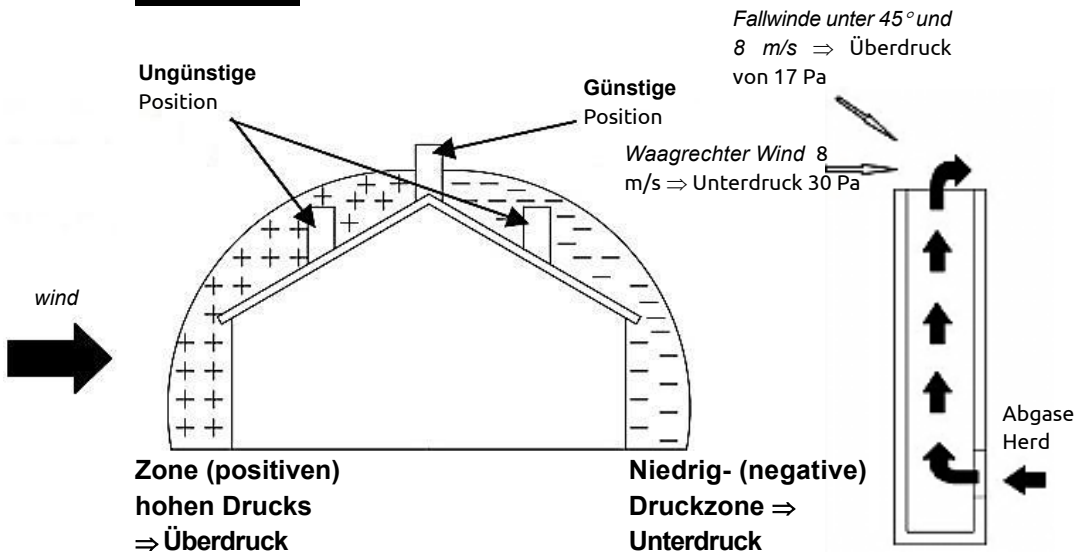 Fallwinde unter 45° und
8 m/s ⇒ Überdruck
von 17 Pa
Ungünstige
Position
Günstige
Position
Waagrechter Wind 8
m/s ⇒ Unterdruck 30 Pa
wind
Abgase
Herd
Zone (positiven)
hohen Drucks
⇒ Überdruck
Niedrig- (negative)
Druckzone ⇒
Unterdruck